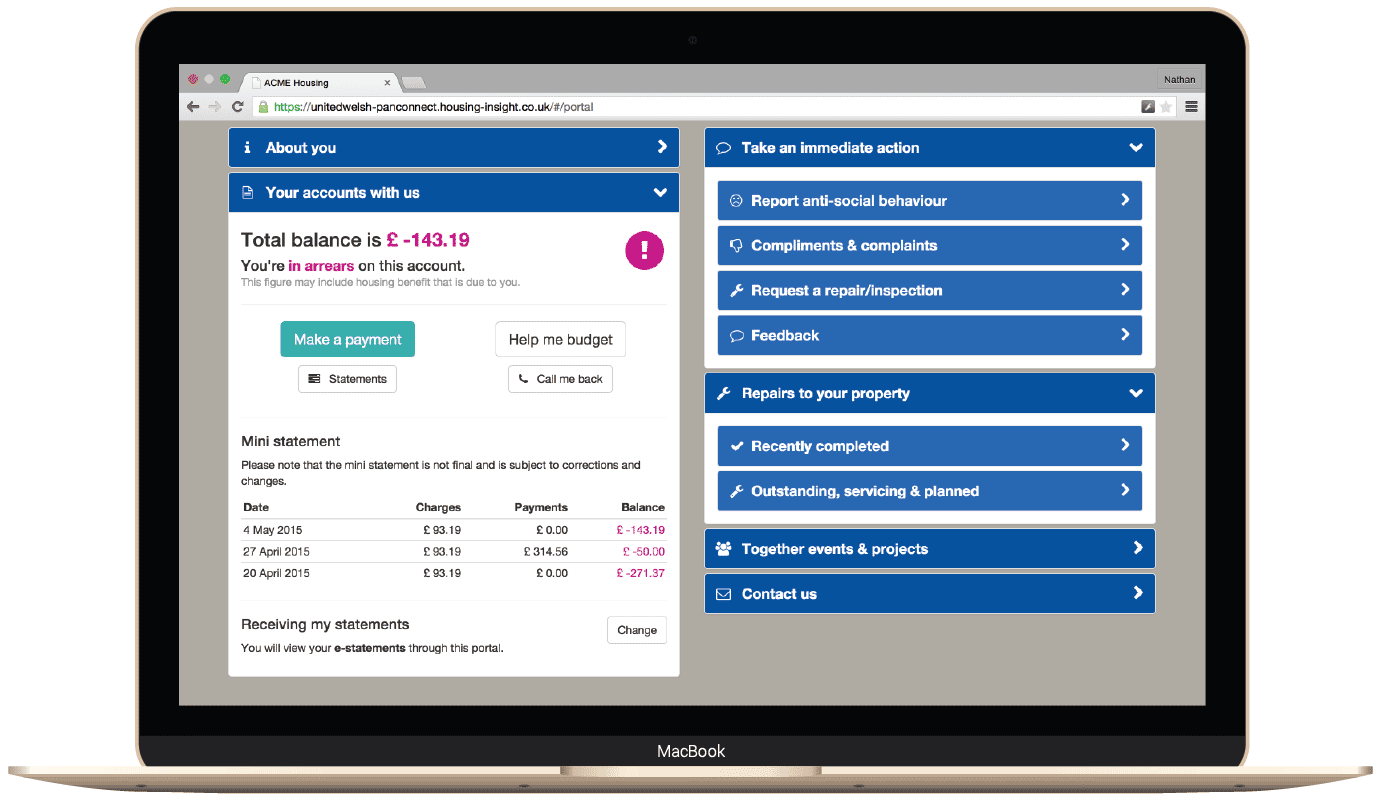 ACME Housing
Nathan
https://unitedwelsh-panconnect.housing-insight.co.uk/#/portal
About you
Your accounts with us
Total balance is £ -143.19
You're in arrears on this account.
This figure may include housing benefit that is due to you.
Make a payment
Help me budget
Statements
Call me back
Mini statement
Please note that the mini statement is not final and is subject to corrections and
changes.
Date Charges Payments Balance
4 May 2015 £ 93.19 £ 0.00 £ -143.19
27 April 2015 £ 93.19 £ 314.56 £ -50.00
20 April 2015 £ 93.19 £ 0.00 £ -271.37
Receiving my statements
Change
You will view your e-statements through this portal.
Take an immediate action
Report anti-social behaviour
Compliments & complaints
Request a repair/inspection
Feedback
Repairs to your property
Recently completed
Outstanding, servicing & planned
Together events & projects
Contact us
MacBook